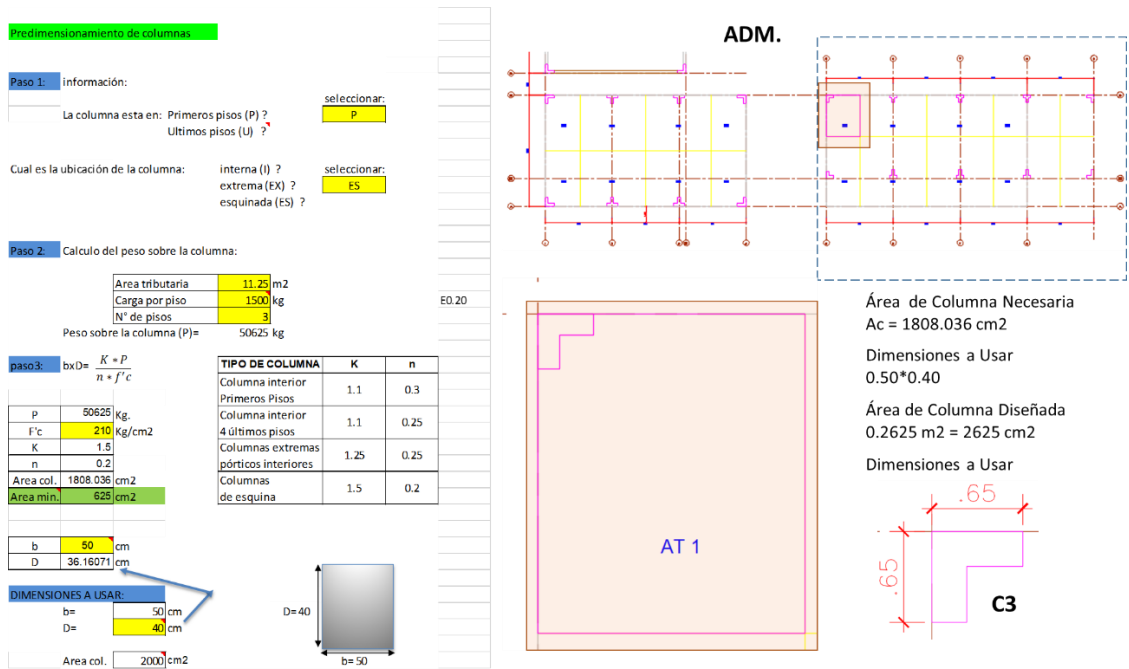 Predimensionamiento de columnas
Paso 1: información:
seleccionar:
La columna esta en: Primeros pisos (P) ? P
Ultimos pisos (U) ?
Cual es la ubicación de la columna: interna (I) ? seleccionar:
extrema (EX) ? ES
esquinada (ES) ?
Paso 2: Calculo del peso sobre la columna:
Area tributaria 11.25 m2
Carga por piso 1500 kg E0.20
N° de pisos 3
Peso sobre la columna (P)= 50625 kg
paso3: bxD= K * P
n * f'c
TIPO DE COLUMNA K n
Columna interior
Primeros Pisos 1.1 0.3
Columna interior
4 últimos pisos 1.1 0.25
Columnas extremas
pórticos interiores 1.25 0.25
Columnas
de esquina 1.5 0.2
P 50625 Kg.
F'c 210 Kg/cm2
K 1.5
n 0.2
Area col. 1808.036 cm2
Area min. 625 cm2
b 50 cm
D 36.16071 cm
DIMENSIONES A USAR:
b= 50 cm
D= 40 cm
Area col. 2000 cm2
D=40
b=50
ADM.
AT 1
Área de Columna Necesaria
Ac = 1808.036 cm2
Dimensiones a Usar
0.50*0.40
Área de Columna Diseñada
0.2625 m2 = 2625 cm2
Dimensiones a Usar
.65
.65
C3